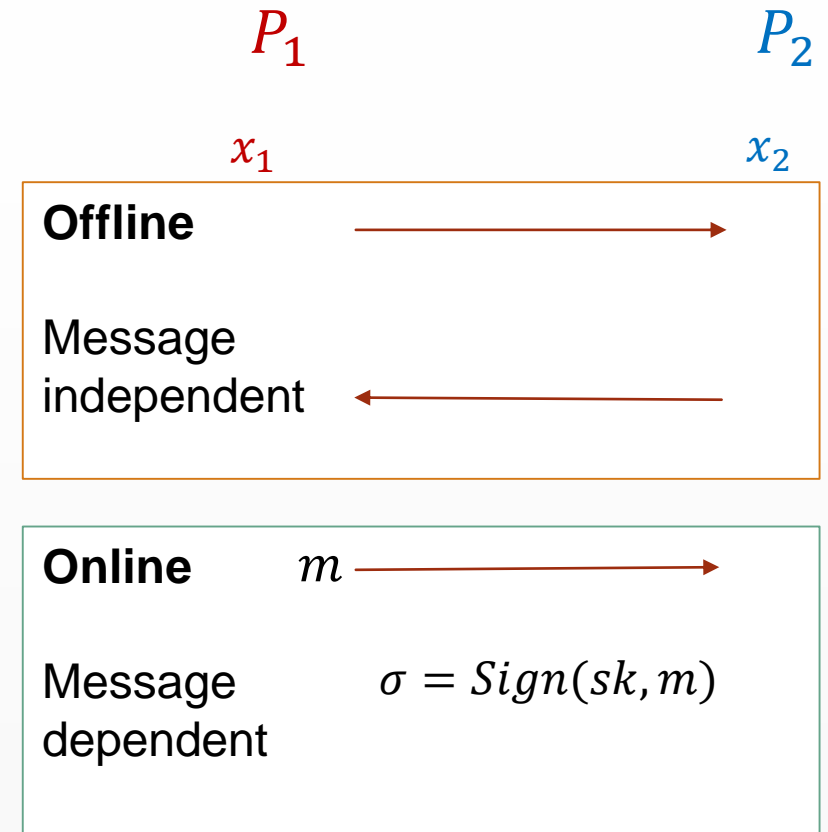 P₁ P₂
x₁ x₂
Offline
Message
independent
Online m
Message σ = Sign(sk, m)
dependent